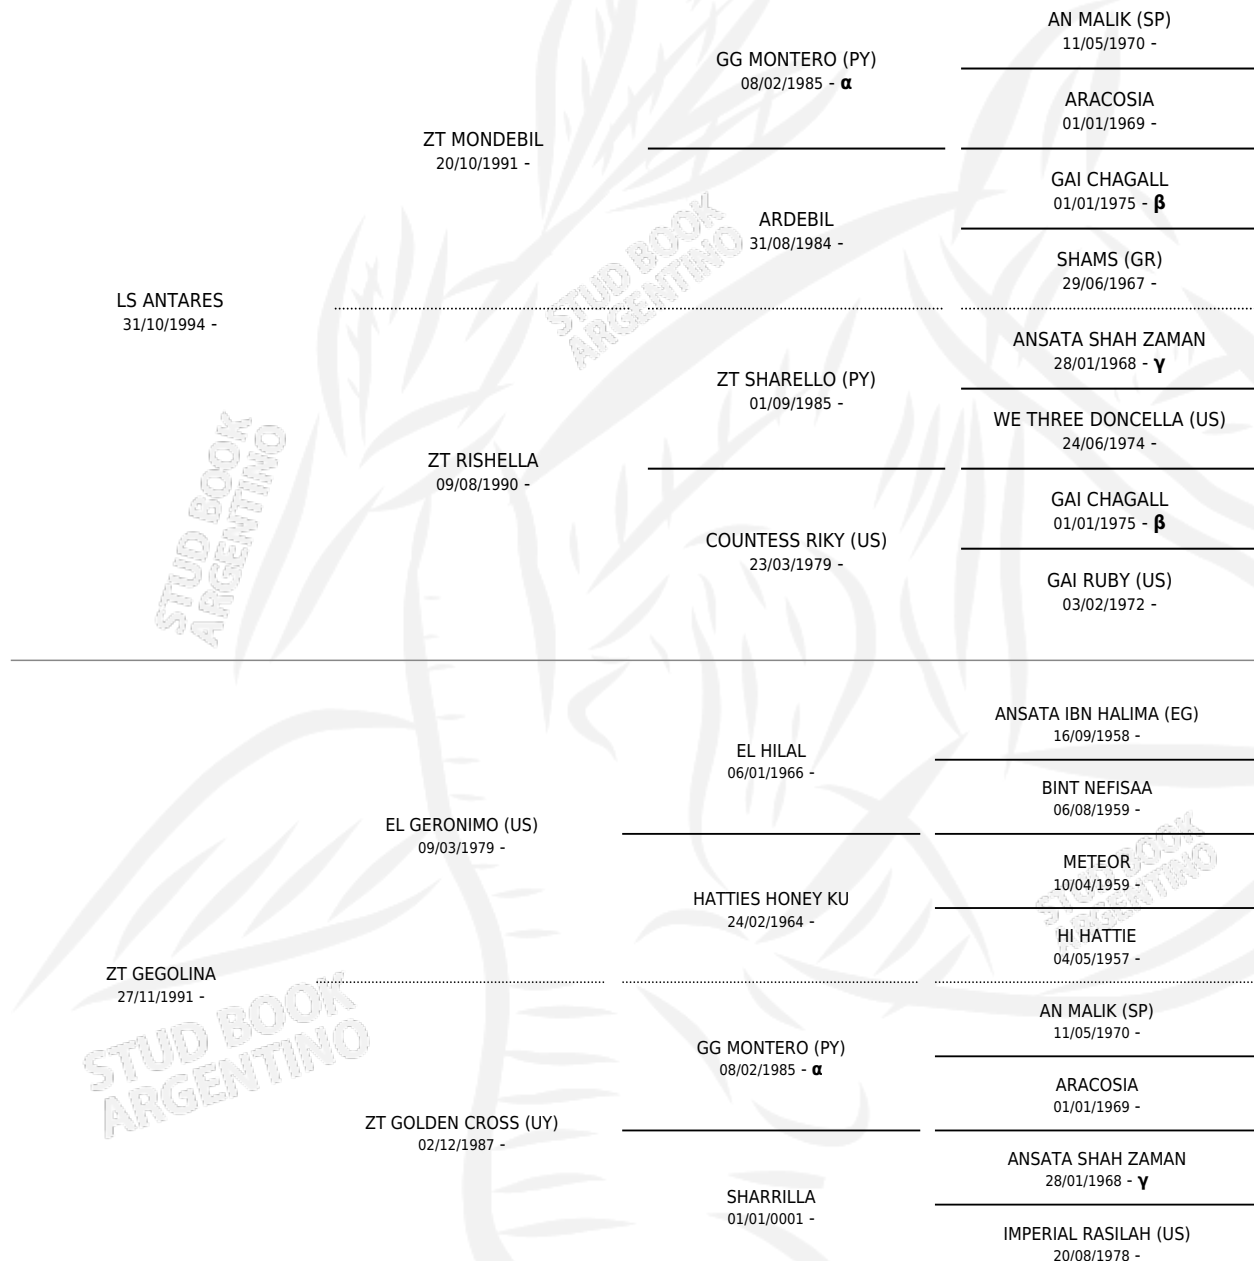 AN MALIK (SP)
11/05/1970 -
GG MONTERO (PY)
08/02/1985 - α
ARACOSIA
01/01/1969 -
ZT MONDEBIL
20/10/1991 -
GAI CHAGALL
01/01/1975 - β
ARDEBIL
31/08/1984 -
SHAMS (GR)
29/06/1967 -
LS ANTARES
31/10/1994 -
ANSATA SHAH ZAMAN
28/01/1968 - γ
ZT SHARELLO (PY)
01/09/1985 -
WE THREE DONCELLA (US)
24/06/1974 -
ZT RISHELLA
09/08/1990 -
GAI CHAGALL
01/01/1975 - β
COUNTESS RIKY (US)
23/03/1979 -
GAI RUBY (US)
03/02/1972 -
ANSATA IBN HALIMA (EG)
16/09/1958 -
EL HILAL
06/01/1966 -
BINT NEFISAA
06/08/1959 -
EL GERONIMO (US)
09/03/1979 -
METEOR
10/04/1959 -
HATTIES HONEY KU
24/02/1964 -
HI HATTIE
04/05/1957 -
ZT GEGOLINA
27/11/1991 -
AN MALIK (SP)
11/05/1970 -
GG MONTERO (PY)
08/02/1985 - α
ARACOSIA
01/01/1969 -
ZT GOLDEN CROSS (UY)
02/12/1987 -
ANSATA SHAH ZAMAN
28/01/1968 - γ
SHARRILLA
01/01/0001 -
IMPERIAL RASILAH (US)
20/08/1978 -
STUD BOOK
ARGENTINO
STUD BOOK
ARGENTINO
STUD BOOK
ARGENTINO
STUD BOOK
ARGENTINO